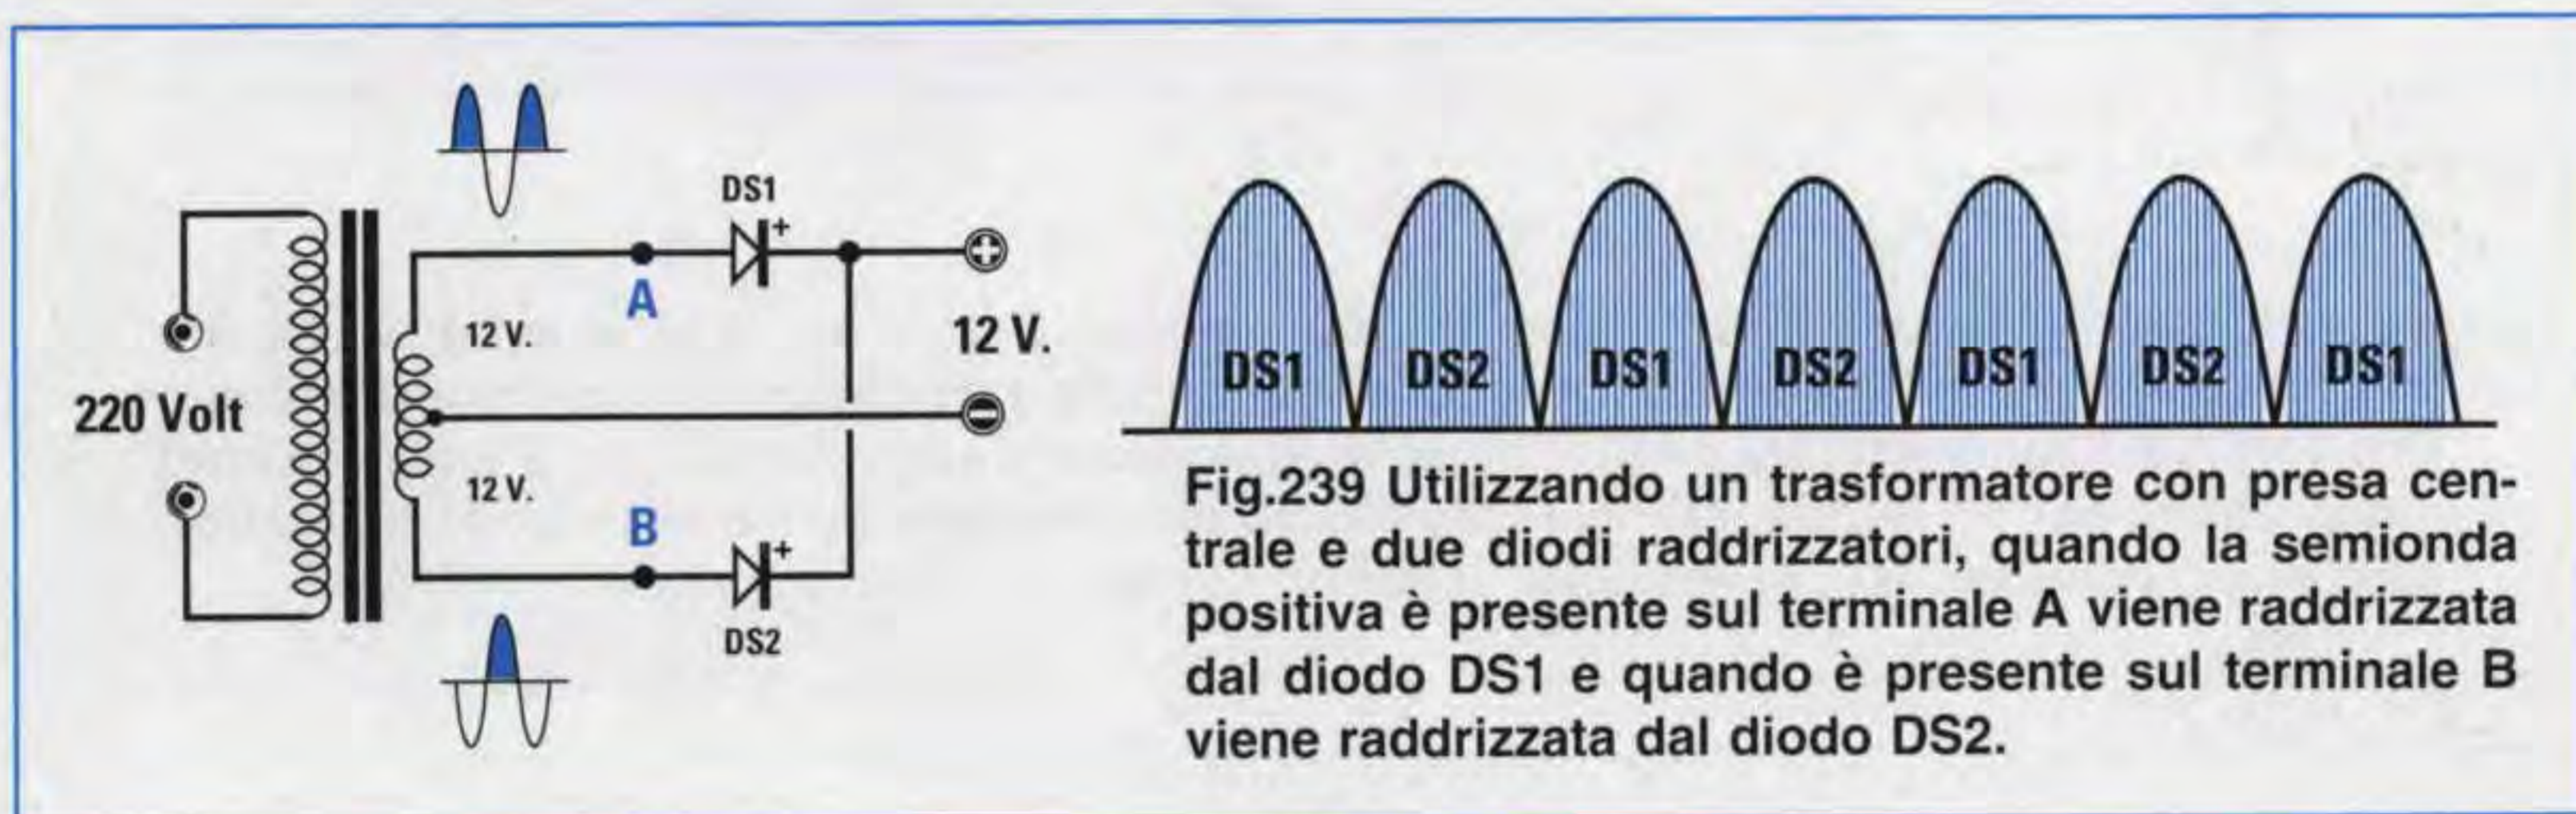 DS1
A
12 V.
220 Volt
12 V.
B
DS2
12 V.
DS1 DS2 DS1 DS2 DS1 DS2 DS1
Fig.239 Utilizzando un trasformatore con presa cen-
trale e due diodi raddrizzatori, quando la semionda
positiva è presente sul terminale A viene raddrizzata
dal diodo DS1 e quando è presente sul terminale B
viene raddrizzata dal diodo DS2.